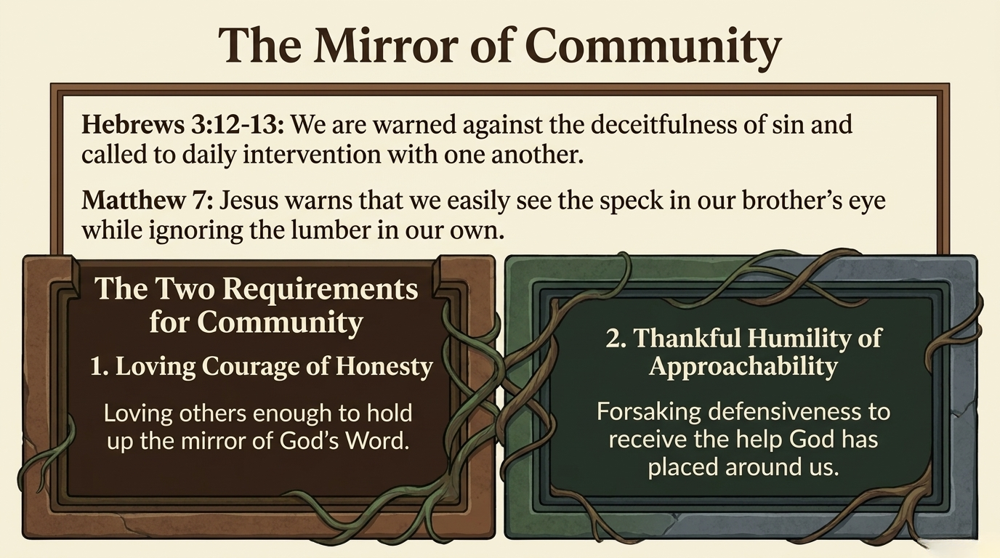 The Mirror of Community
Hebrews 3:12-13: We are warned against the deceitfulness of sin and
called to daily intervention with one another.
Matthew 7: Jesus warns that we easily see the speck in our brother’s eye
while ignoring the lumber in our own.
The Two Requirements
for Community
1. Loving Courage of Honesty
Loving others enough to hold
up the mirror of God’s Word.
2. Thankful Humility of
Approachability
Forsaking defensiveness to
receive the help God has
placed around us.